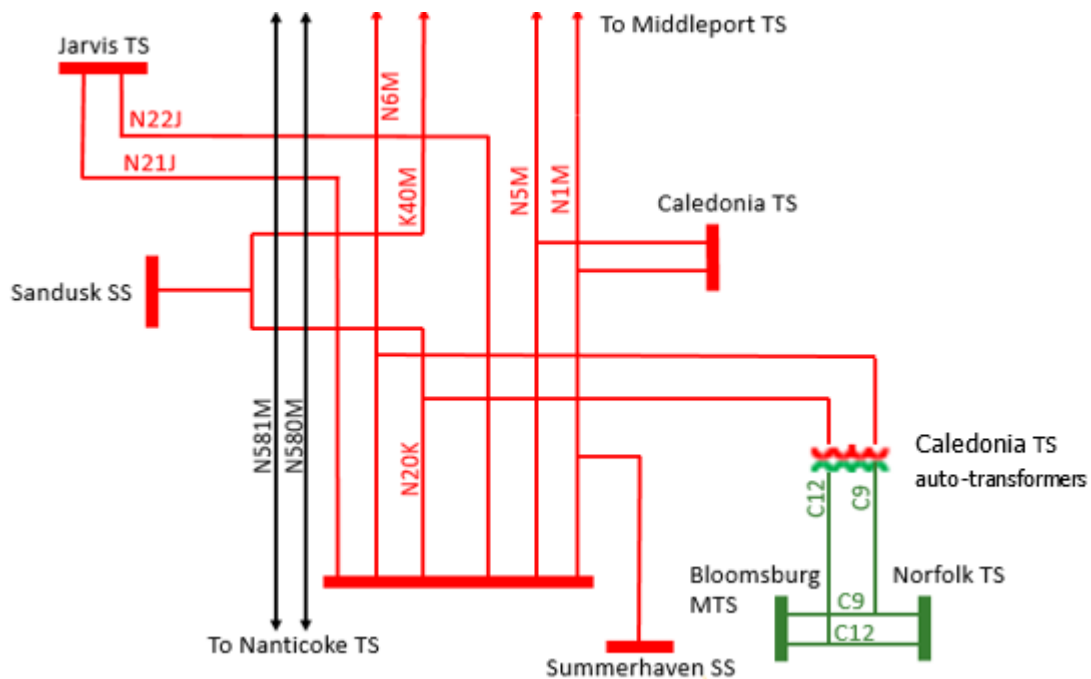 To Middleport TS
Jarvis TS
N22J
N21J
N6M
K40M
N5M
N1M
Caledonia TS
Sandusk SS
N581M
N580M
N20K
Caledonia TS
auto-transformers
C12
C9
Bloomsburg
MTS
Norfolk TS
C9
C12
To Nanticoke TS
Summerhaven SS